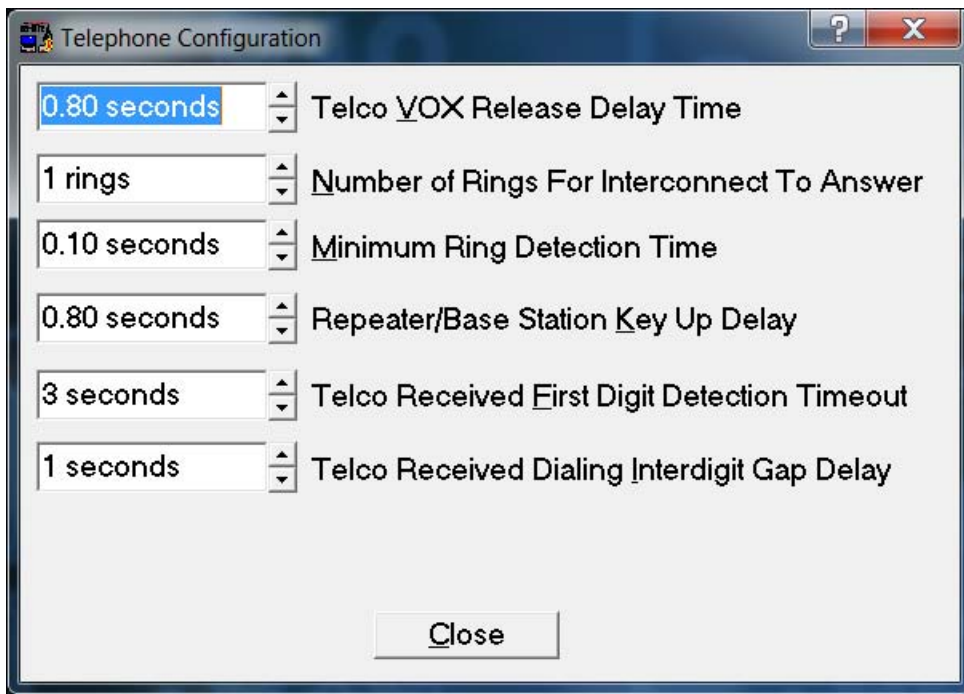 Telephone Configuration
0.80 seconds Telco VOX Release Delay Time
1 rings Number of Rings For Interconnect To Answer
0.10 seconds Minimum Ring Detection Time
0.80 seconds Repeater/Base Station Key Up Delay
3 seconds Telco Received First Digit Detection Timeout
1 seconds Telco Received Dialing Interdigit Gap Delay
Close